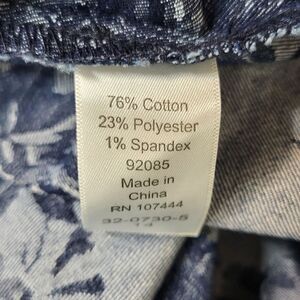 76% Cotton
23% Polyester
1% Spandex
92085
Made in
China
RN 107444
32-0730-5